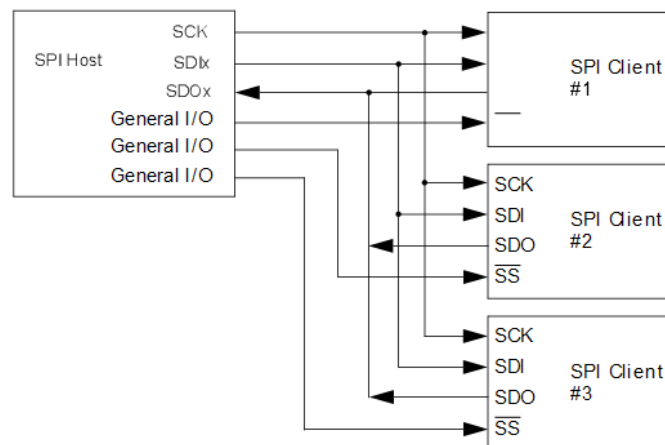 SPI Host
SCK
SDIx
SDOx
General I/O
General I/O
General I/O
SPI Client
#1
SCK
SDI
SDO
SS
SPI Client
#2
SCK
SDI
SDO
SS
SPI Client
#3